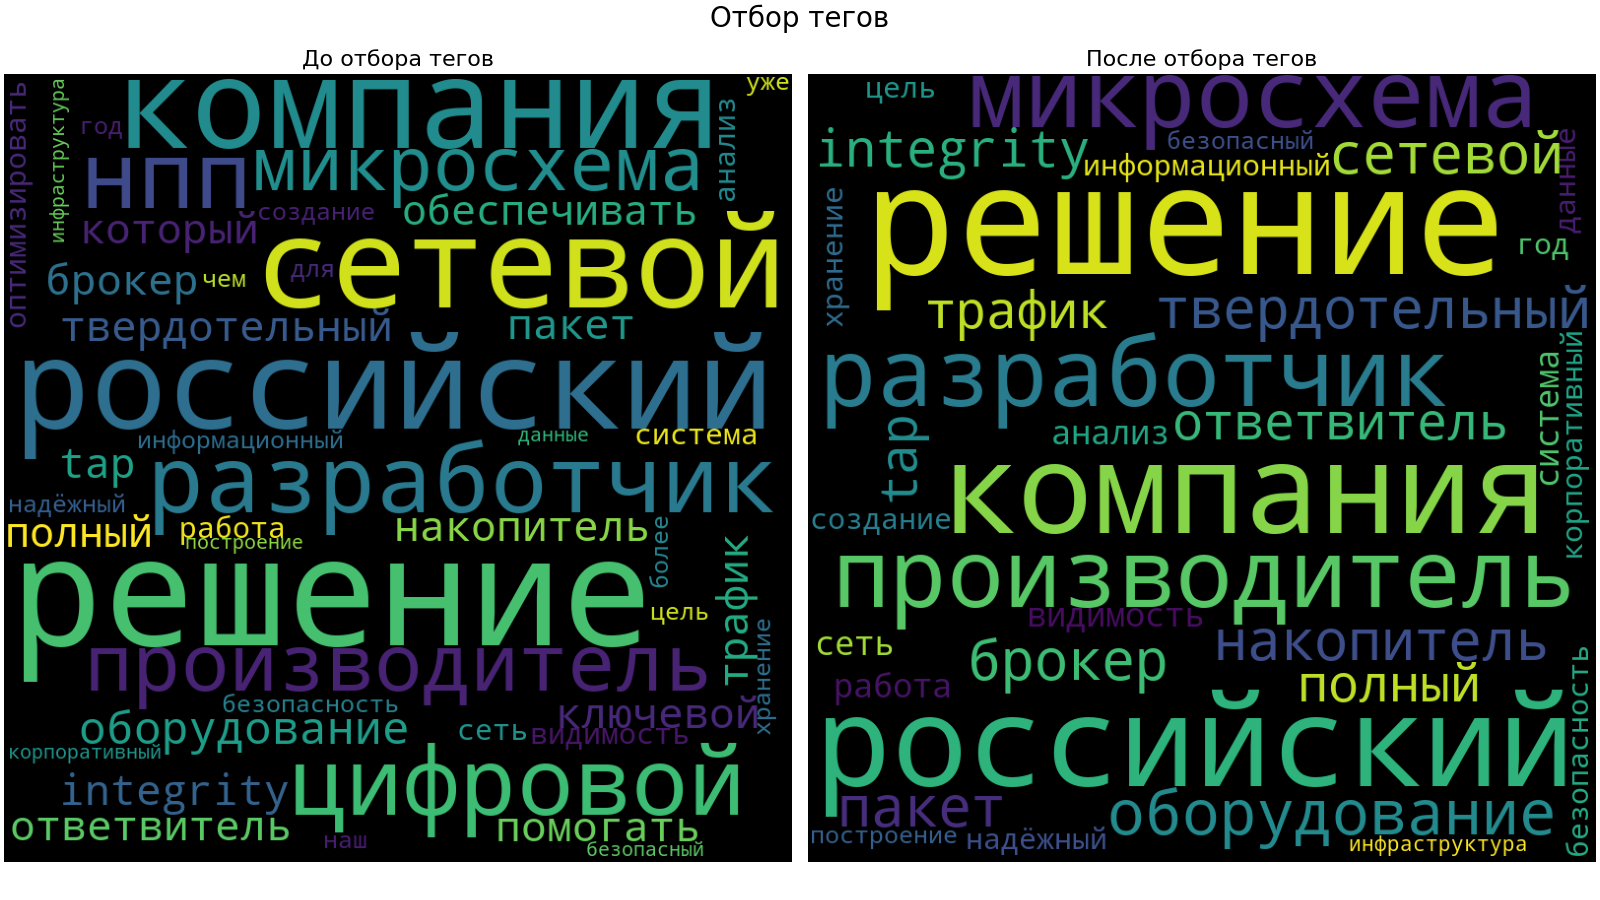 Отбор тегов
До отбора тегов
компания
уже
год
инфраструктура
оптимизировать
нпп
микросхема
анализ
создание
обеспечивать
который
сетевой
для
брокер
чем
твердотельный
пакет
российский
информационный
данные
система
tap
разработчик
надёжный
полный
работа
построение
накопитель
более
трафик
решение
цель
хранение
производитель
безопасность
ключевой
оборудование
сеть
видимость
корпоративный
цифровой
integrity
ответвитель
наш
помогать
безопасный
После отбора тегов
цель
микросхема
integrity
безопасный
информационный
сетевой
данные
хранение
решение
год
трафик
твердотельный
разработчик
система
корпоративный
tap
анализ
ответвитель
компания
создание
производитель
видимость
сеть
брокер
накопитель
работа
полный
безопасность
российский
пакет
оборудование
построение
надёжный
инфраструктура